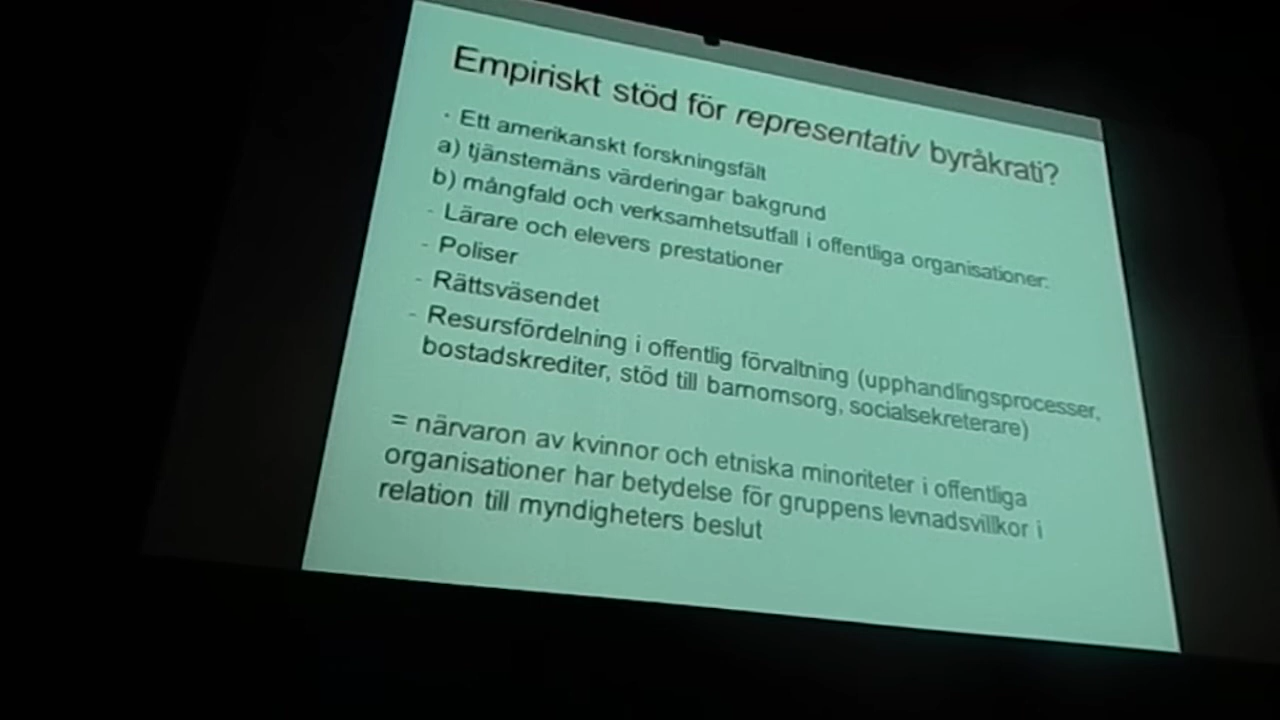 Empiriskt stöd för representativ byråkrati?
- Ett amerikanskt forskningsfält
a) tjänstemäns värderingar bakgrund
b) mångfald och verksamhetsutfall i offentliga organisationer:
- Lärare och elevers prestationer
- Poliser
- Rättsväsendet
- Resursfördelning i offentlig förvaltning (upphandlingsprocesser,
bostadskrediter, stöd till barnomsorg, socialsekreterare)
= närvaron av kvinnor och etniska minoriteter i offentliga
organisationer har betydelse för gruppens levnadsvillkor i
relation till myndigheters beslut